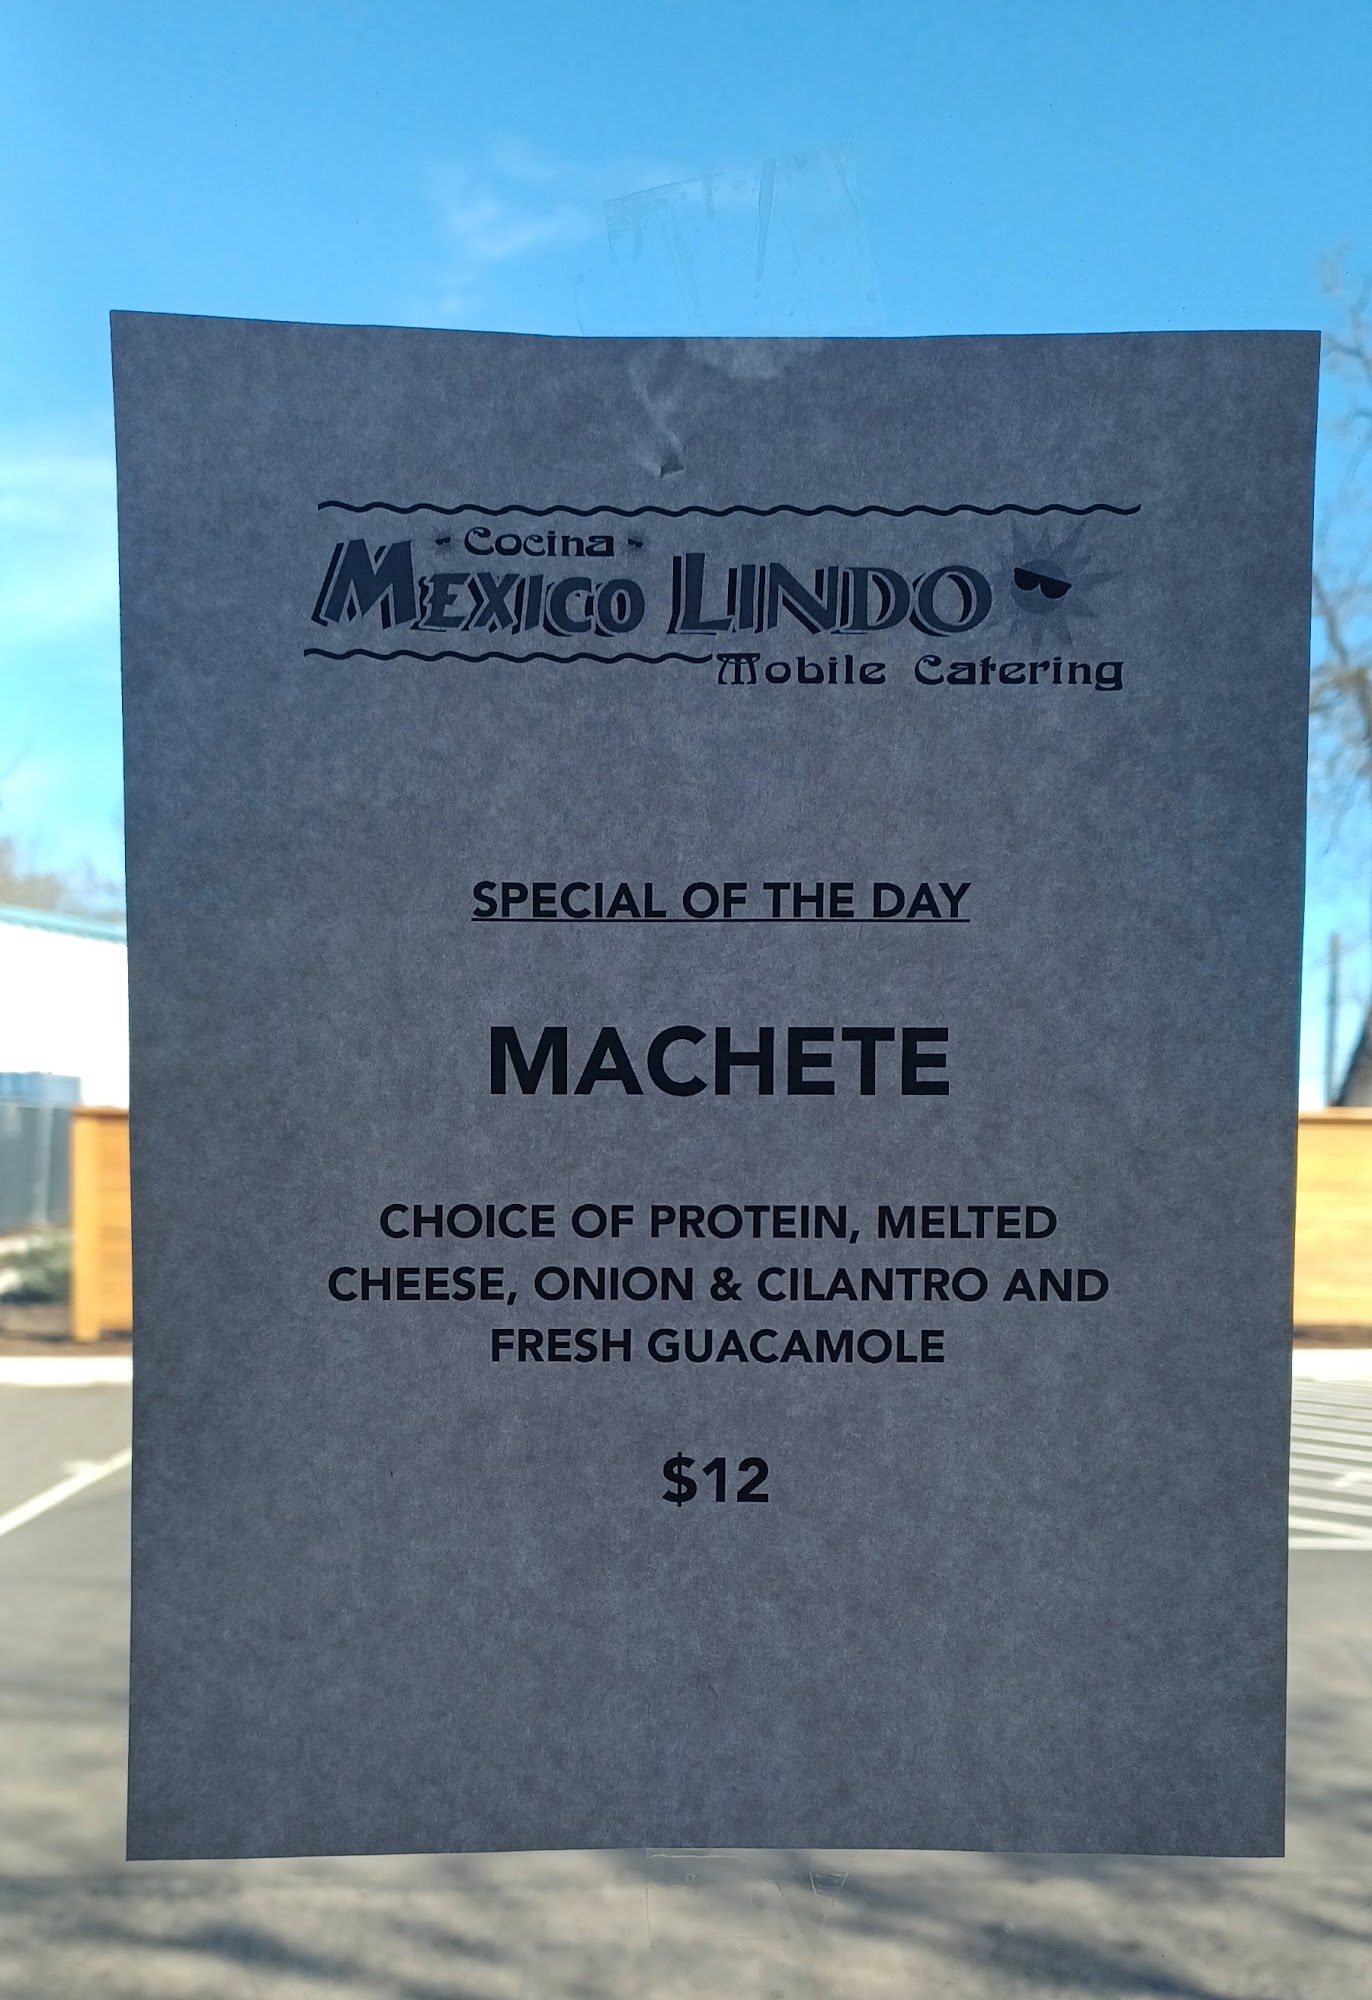 Cocina
MEXICO LINDO
Mobile Catering
SPECIAL OF THE DAY
MACHETE
CHOICE OF PROTEIN, MELTED
CHEESE, ONION & CILANTRO AND
FRESH GUACAMOLE
$12